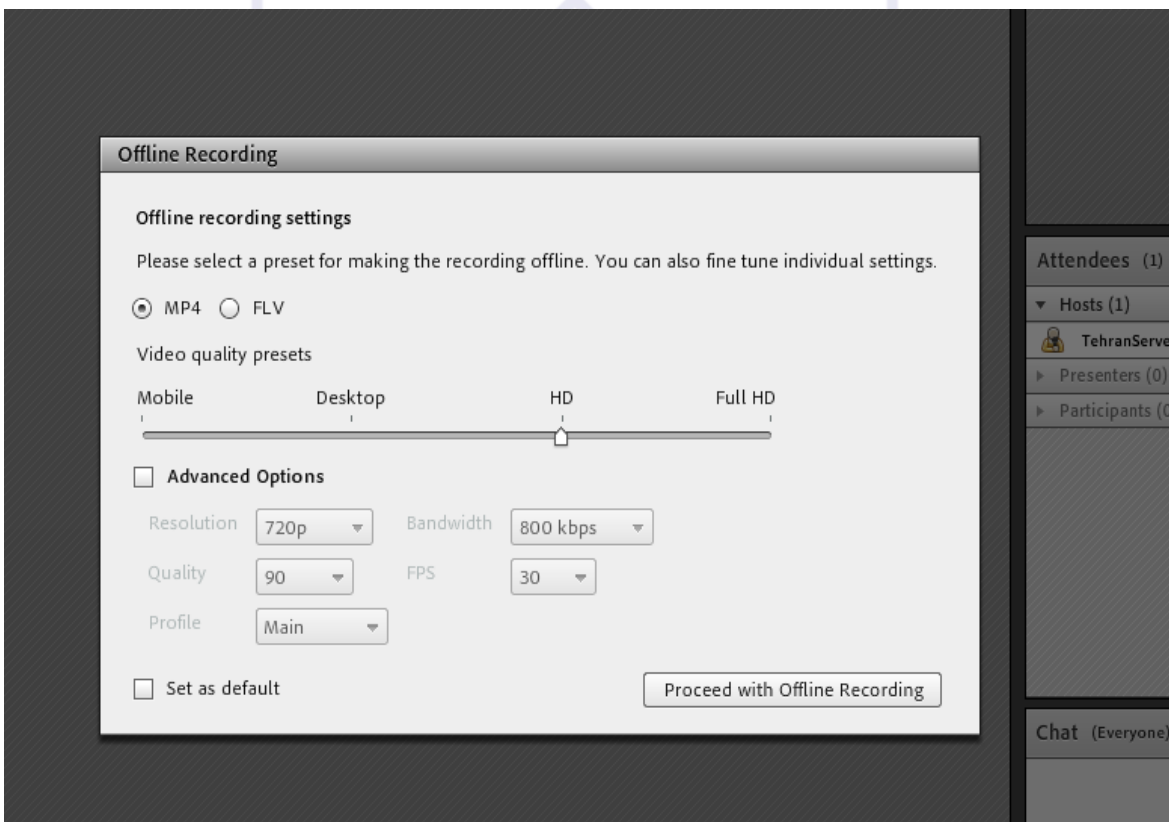 Offline Recording
Offline recording settings
Please select a preset for making the recording offline. You can also fine tune individual settings.
MP4 FLV
Video quality presets
Mobile Desktop HD Full HD
Advanced Options
Resolution 720p Bandwidth 800 kbps
Quality 90 FPS 30
Profile Main
Set as default Proceed with Offline Recording
Attendees (1)
Hosts (1)
TehranServe
Presenters (0)
Participants (0
Chat (Everyone)